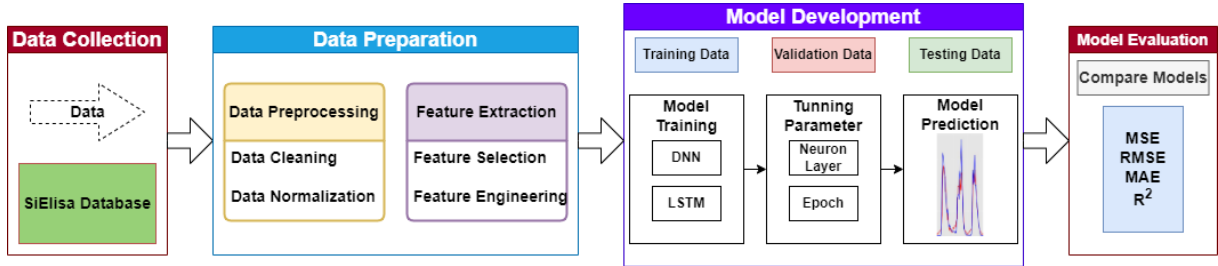 Data Collection
Data
SiElisa Database
Data Preparation
Data Preprocessing
Data Cleaning
Data Normalization
Feature Extraction
Feature Selection
Feature Engineering
Model Development
Training Data
Validation Data
Testing Data
Model
Training
DNN
LSTM
Tunning
Parameter
Neuron
Layer
Epoch
Model
Prediction
Model Evaluation
Compare Models
MSE
RMSE
MAE
R²